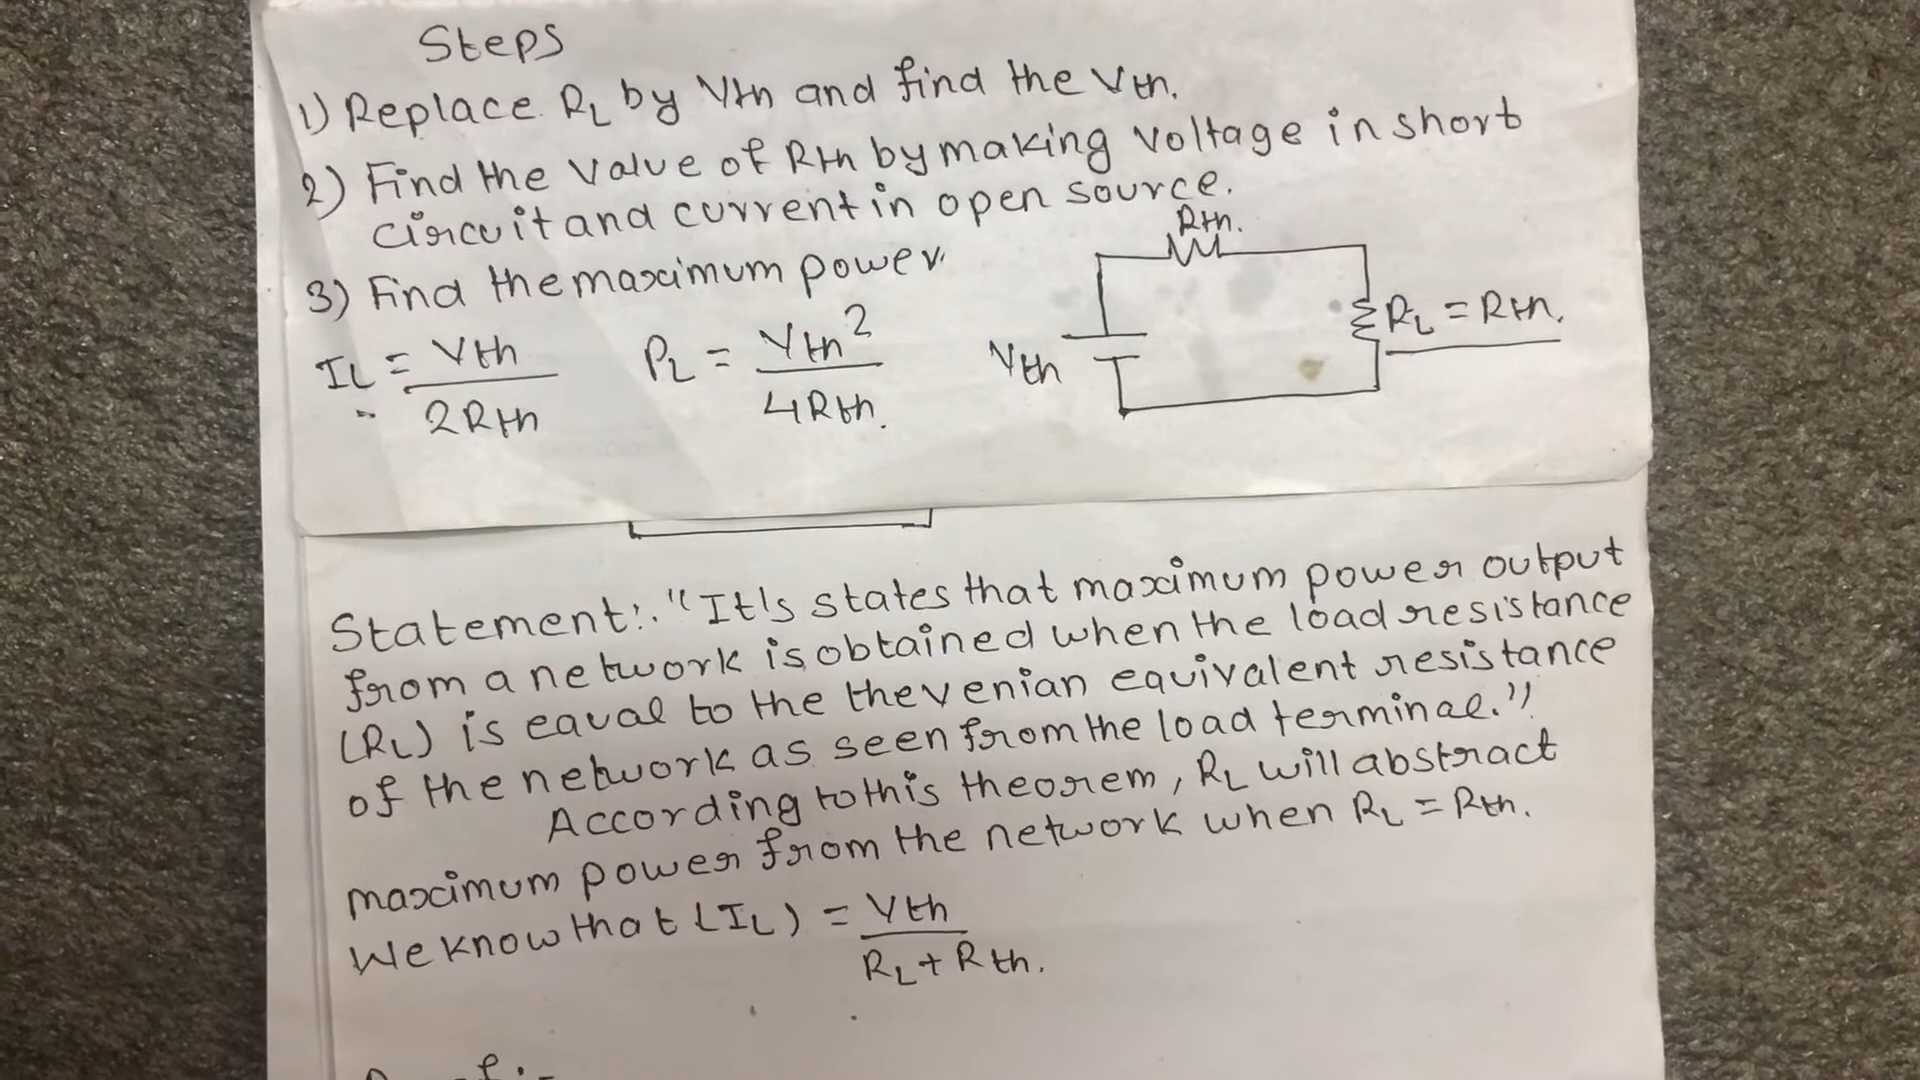 Steps
1) Replace RL by Vth and find the Vth.
2) Find the value of Rth by making voltage in short
circuit and current in open source.
Rth.
3) Find the maximum power.
IL = Vth / 2Rth
PL = Vth² / 4Rth.
Vth
RL = Rth.
Statement:- "It's states that maximum power output
from a network is obtained when the load resistance
(RL) is equal to the thevenian equivalent resistance
of the network as seen from the load terminal."
According to this theorem, RL will abstract
maximum power from the network when RL = Rth.
We know that (IL) = Vth / RL + Rth.